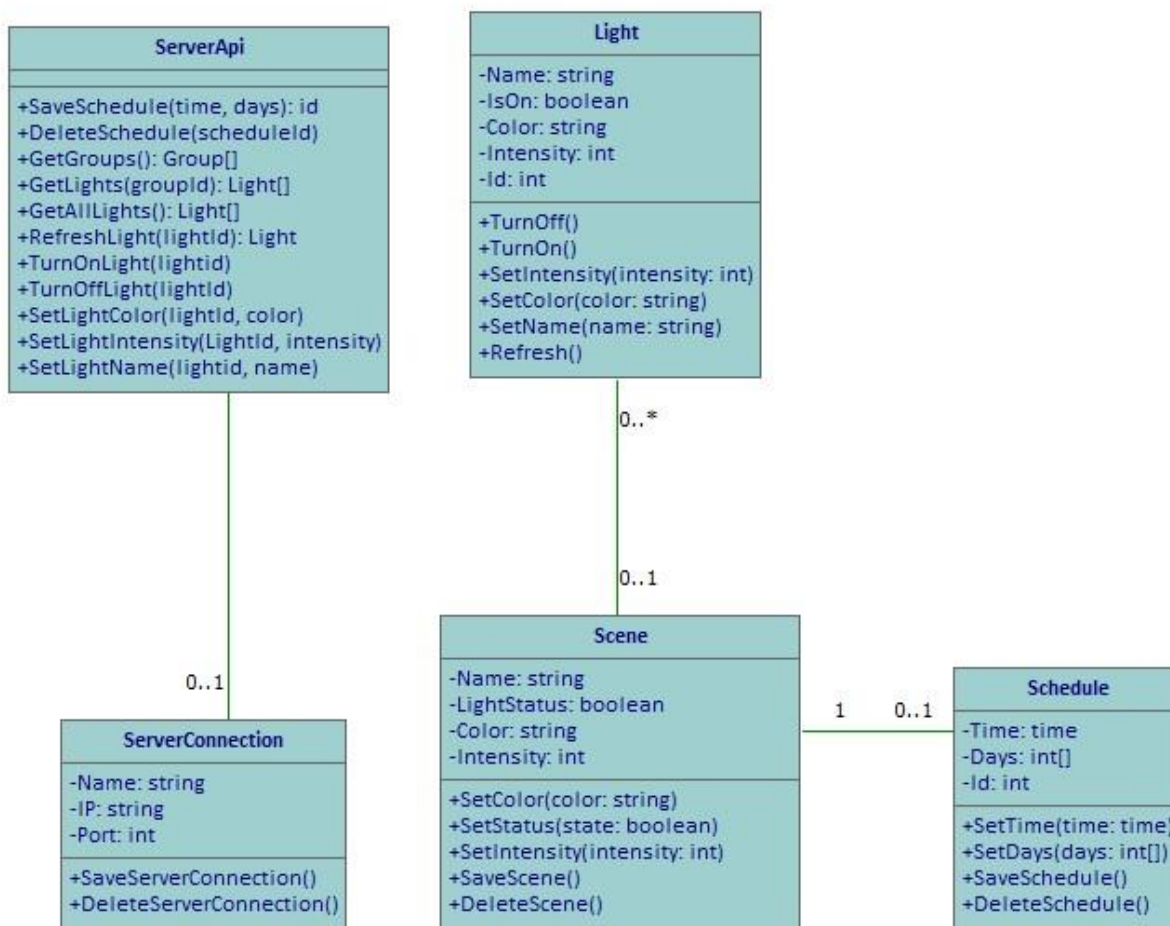 ServerApi
+SaveSchedule(time, days): id
+DeleteSchedule(scheduleId)
+GetGroups(): Group[]
+GetLights(groupId): Light[]
+GetAllLights(): Light[]
+RefreshLight(lightId): Light
+TurnOnLight(lightid)
+TurnOffLight(lightId)
+SetLightColor(lightId, color)
+SetLightIntensity(LightId, intensity)
+SetLightName(lightid, name)
Light
-Name: string
-IsOn: boolean
-Color: string
-Intensity: int
-Id: int
+TurnOff()
+TurnOn()
+SetIntensity(intensity: int)
+SetColor(color: string)
+SetName(name: string)
+Refresh()
0..*
0..1
0..1
ServerConnection
-Name: string
-IP: string
-Port: int
+SaveServerConnection()
+DeleteServerConnection()
Scene
-Name: string
-LightStatus: boolean
-Color: string
-Intensity: int
+SetColor(color: string)
+SetStatus(state: boolean)
+SetIntensity(intensity: int)
+SaveScene()
+DeleteScene()
1
0..1
Schedule
-Time: time
-Days: int[]
-Id: int
+SetTime(time: time)
+SetDays(days: int[])
+SaveSchedule()
+DeleteSchedule()